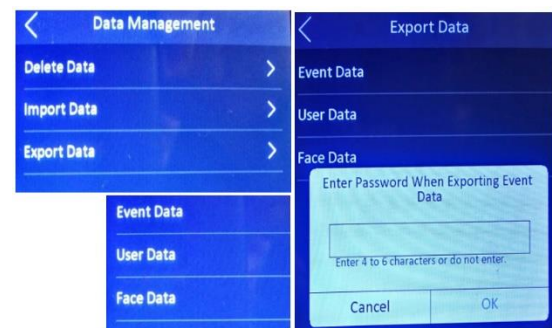 Data Management
Delete Data
Import Data
Export Data
Event Data
User Data
Face Data
Export Data
Event Data
User Data
Face Data
Enter Password When Exporting Event
Data
Enter 4 to 6 characters or do not enter.
Cancel
OK